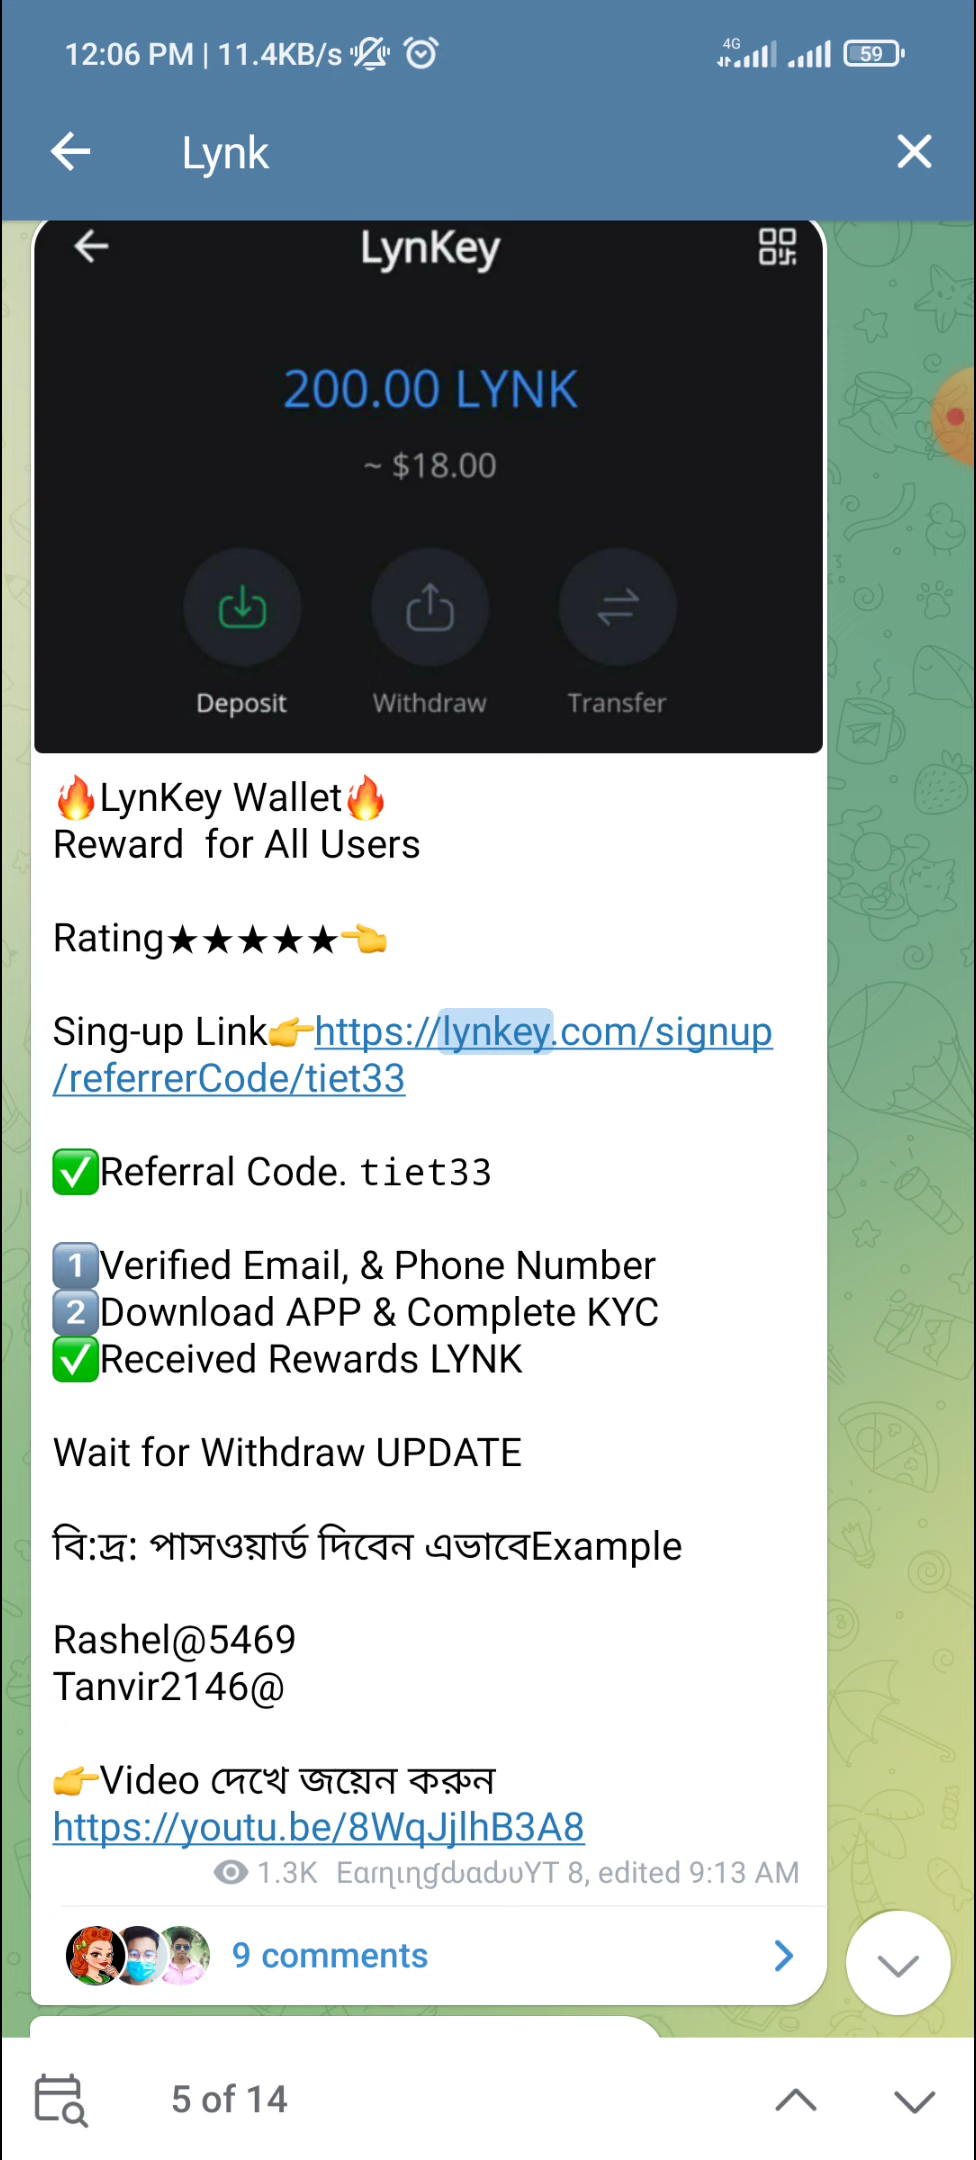 12:06 PM | 11.4KB/s
4G
59
Lynk
LynKey
200.00 LYNK
~ $18.00
Deposit Withdraw Transfer
🔥LynKey Wallet🔥
Reward for All Users
Rating★★★★★👈
Sing-up Link👉https://lynkey.com/signup
/referrerCode/tiet33
✅Referral Code. tiet33
1️⃣Verified Email, & Phone Number
2️⃣Download APP & Complete KYC
✅Received Rewards LYNK
Wait for Withdraw UPDATE
বি:দ্র: পাসওয়ার্ড দিবেন এভাবেExample
Rashel@5469
Tanvir2146@
👉Video দেখে জয়েন করুন
https://youtu.be/8WqJjlhB3A8
1.3K EαɾɳιɳɠԃαԃυYT 8, edited 9:13 AM
9 comments
5 of 14